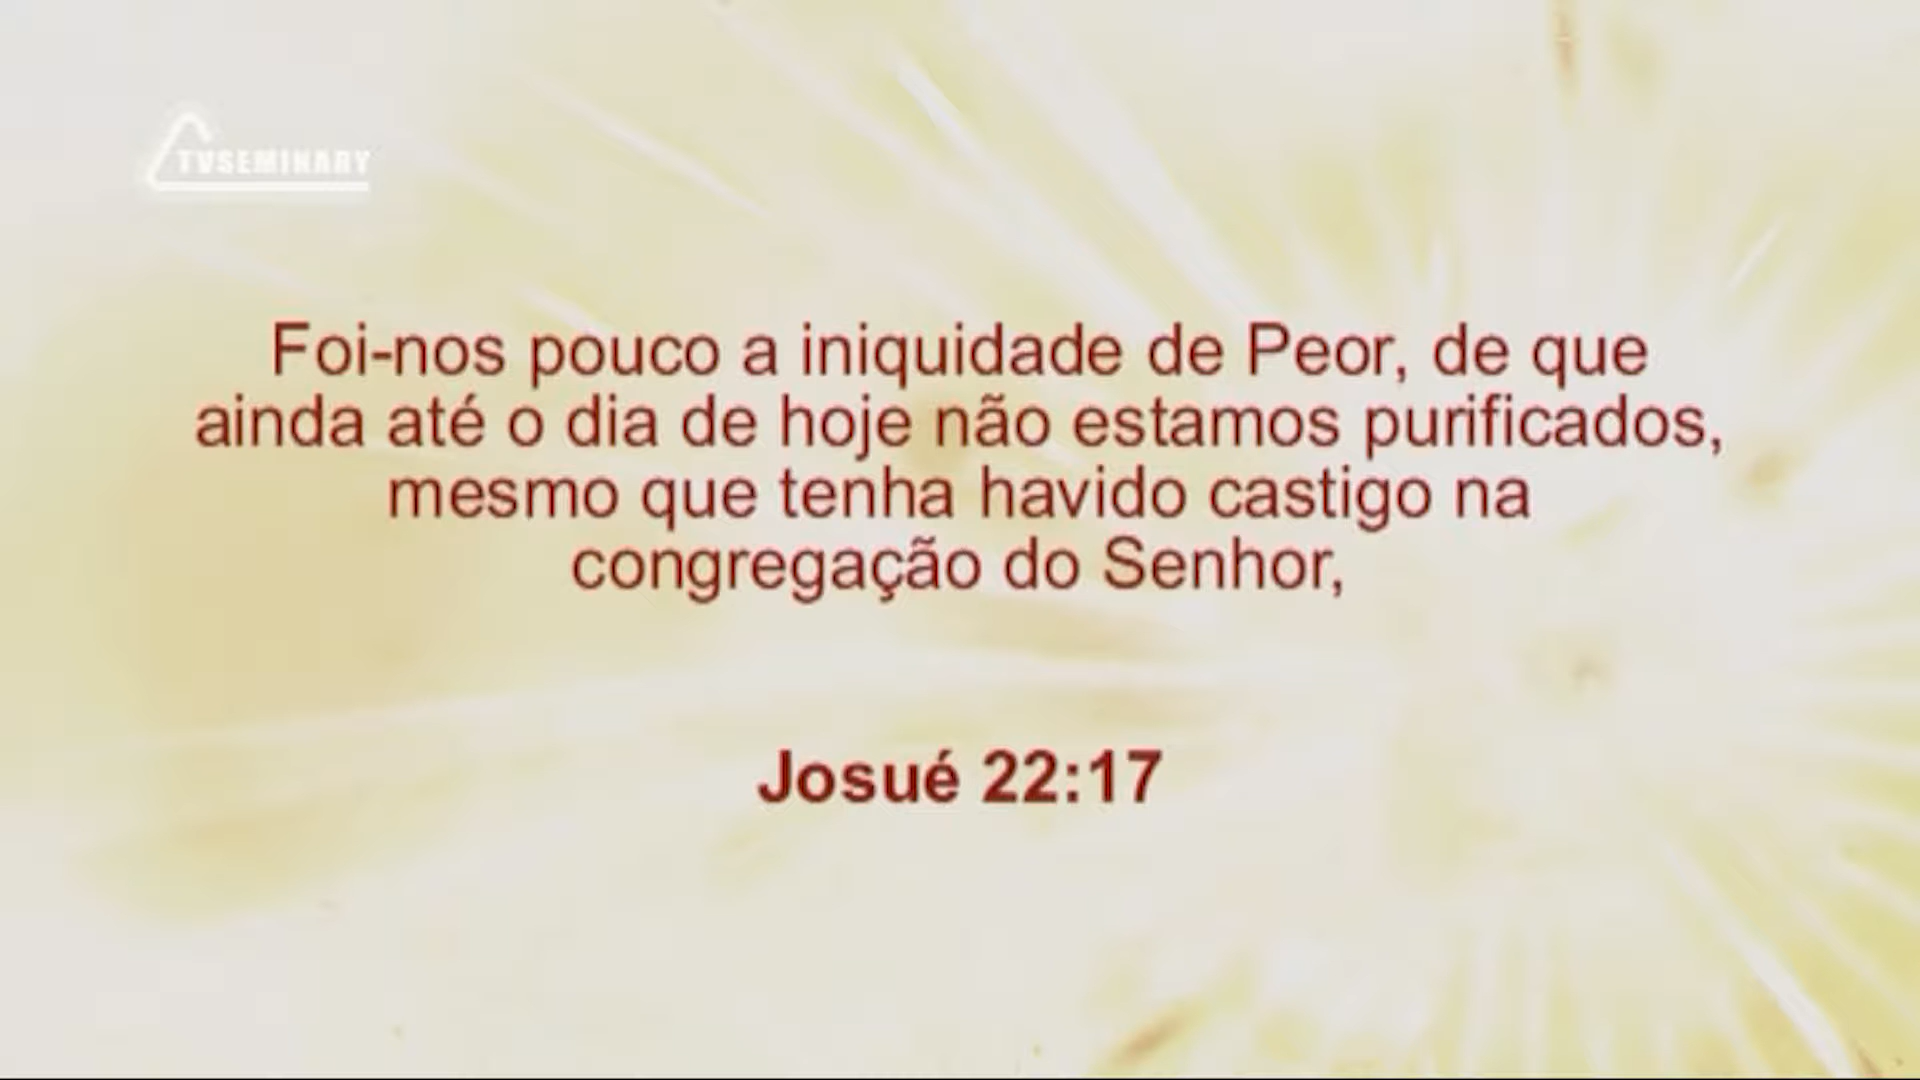 TVSEMINARY
Foi-nos pouco a iniquidade de Peor, de que
ainda até o dia de hoje não estamos purificados,
mesmo que tenha havido castigo na
congregação do Senhor,
Josué 22:17